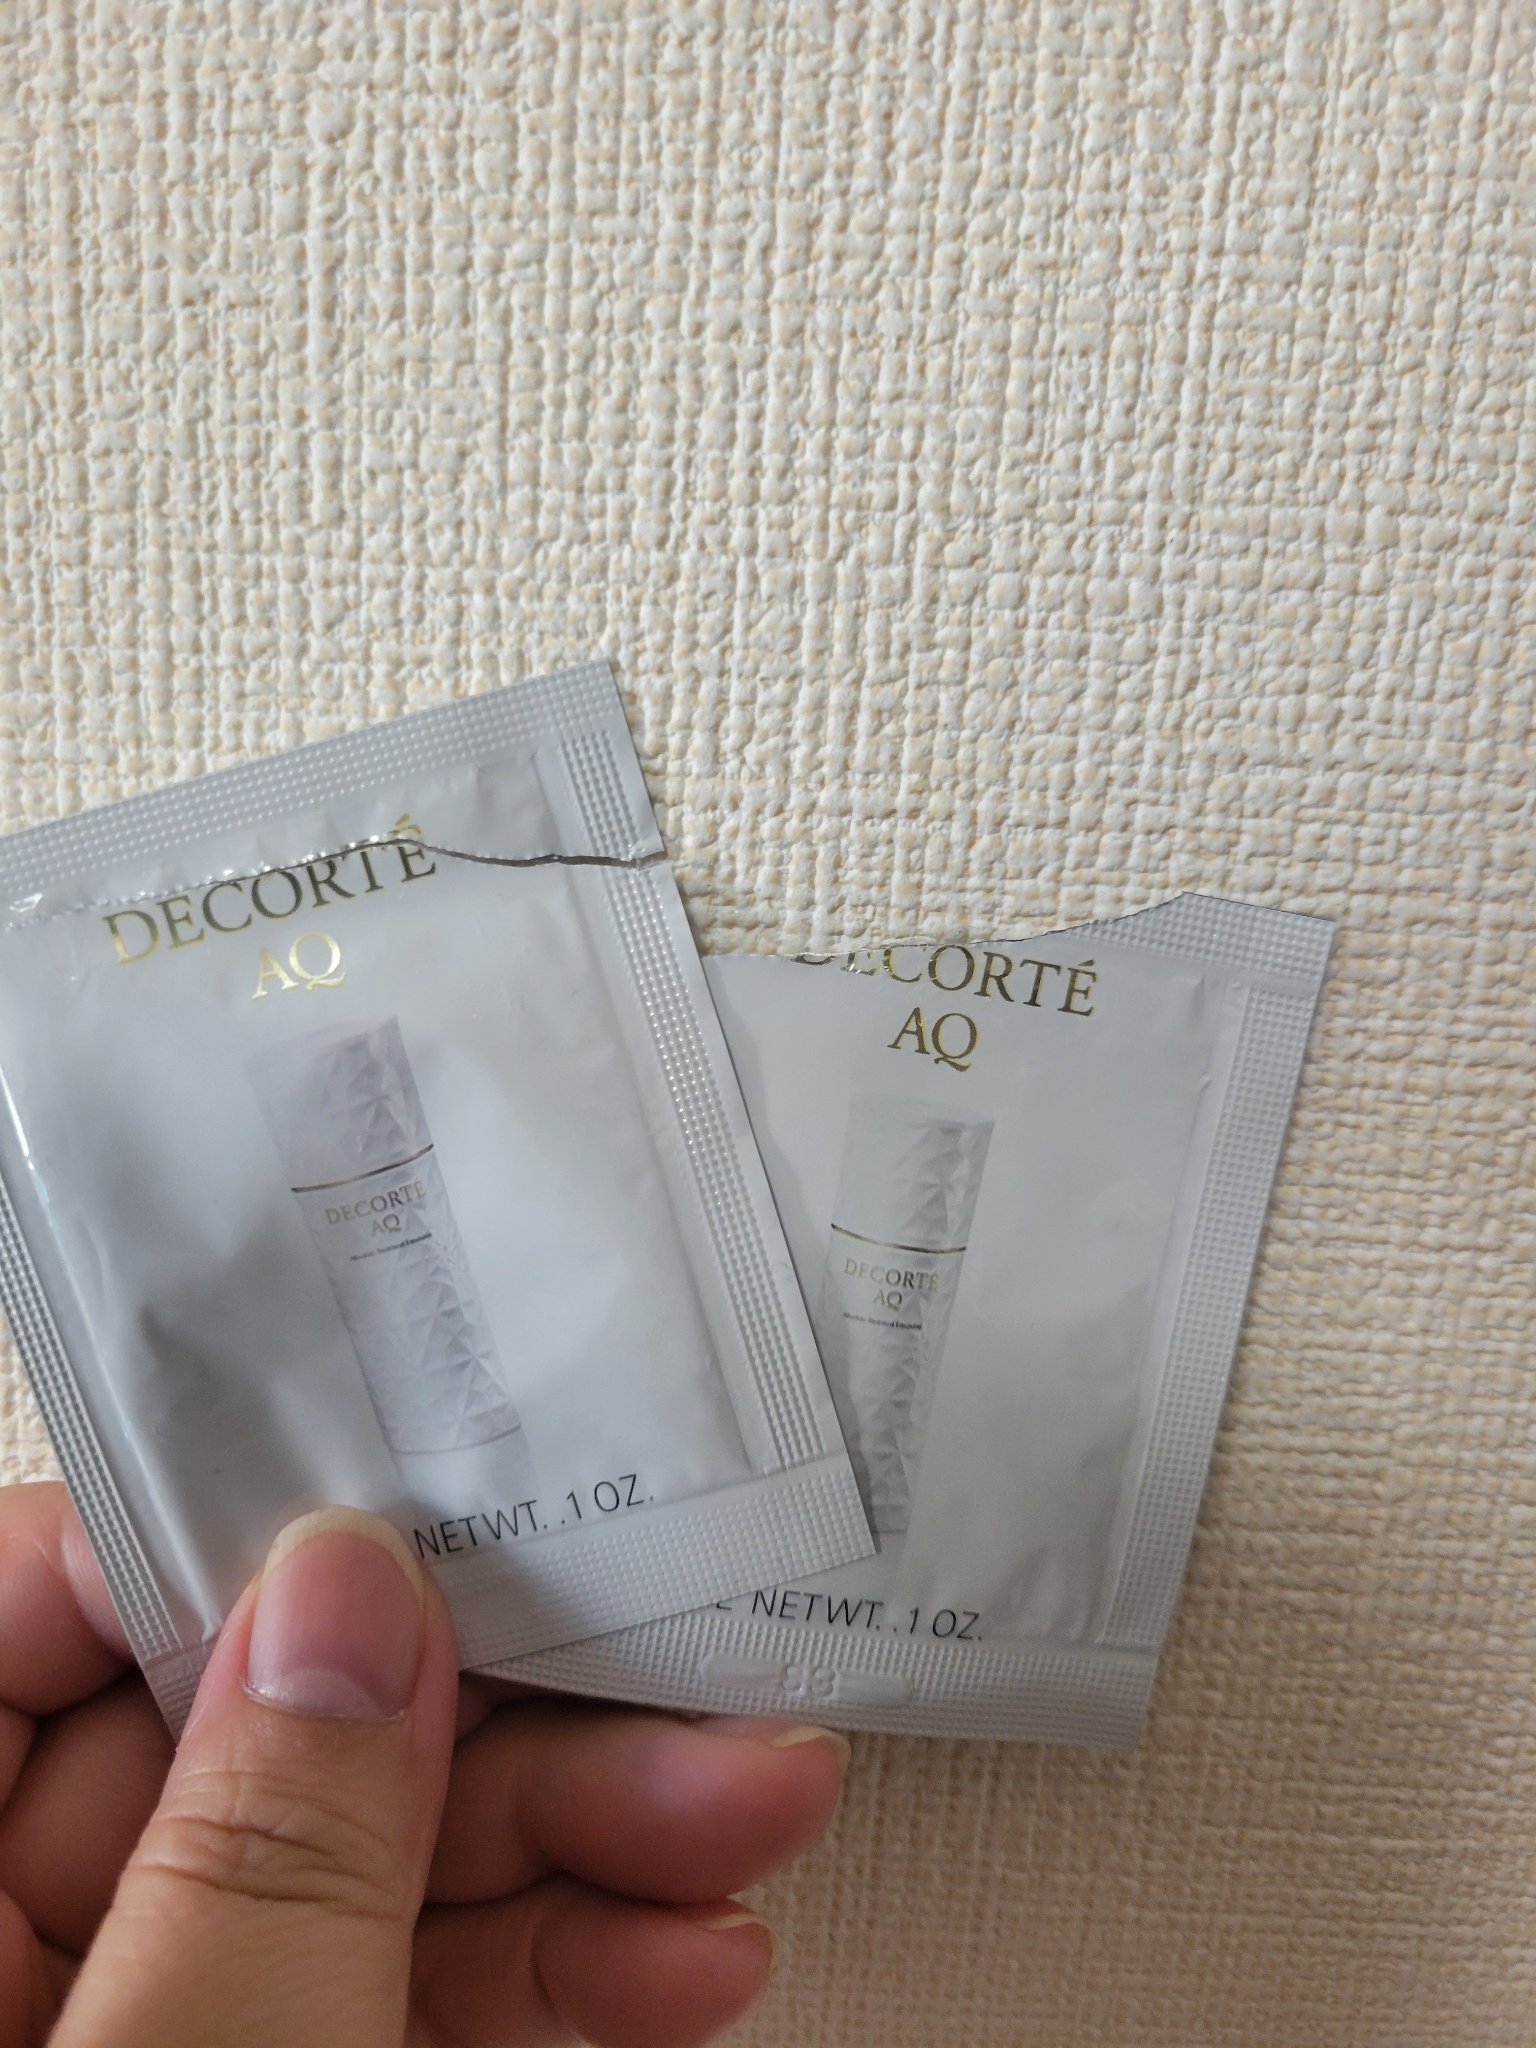 DECORTÉ
AQ
DECORTÉ
AQ
NETWT. .1 OZ.
DECORTÉ
AQ
DECORTÉ
AQ
NETWT. .1 OZ.